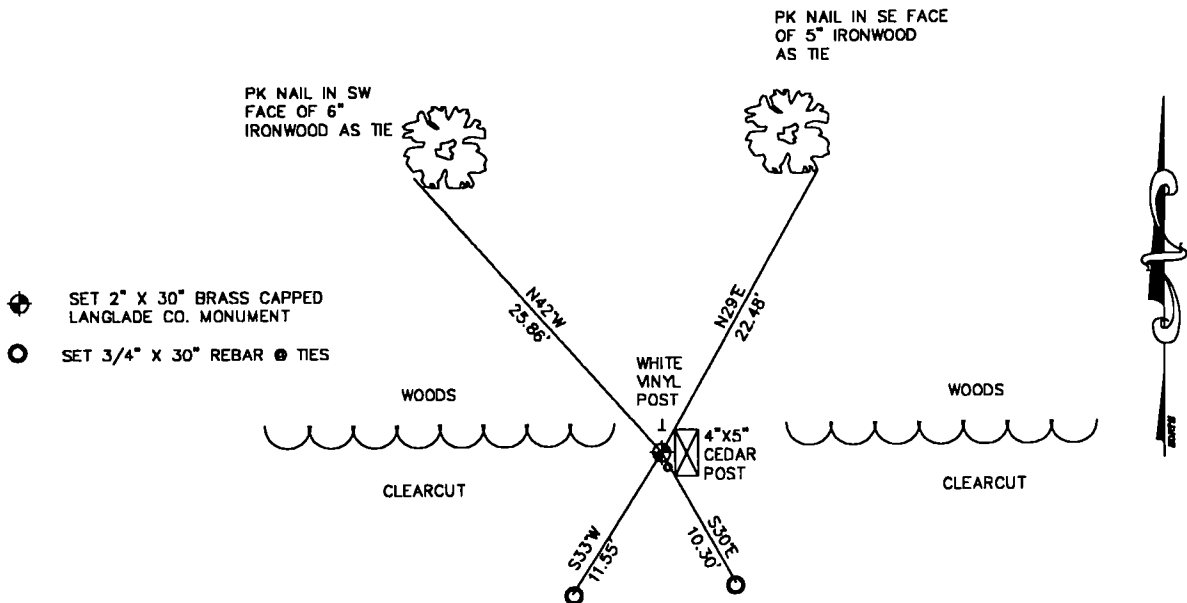 PK NAIL IN SE FACE
OF 5" IRONWOOD
AS TIE
PK NAIL IN SW
FACE OF 6"
IRONWOOD AS TIE
N42°W
25.86'
N29°E
22.48'
SET 2" X 30" BRASS CAPPED
LANGLADE CO. MONUMENT
SET 3/4" X 30" REBAR @ TIES
WHITE
VINYL
POST
WOODS
WOODS
4"X5"
CEDAR
POST
CLEARCUT
CLEARCUT
S33°W
11.55'
S30°E
10.30'